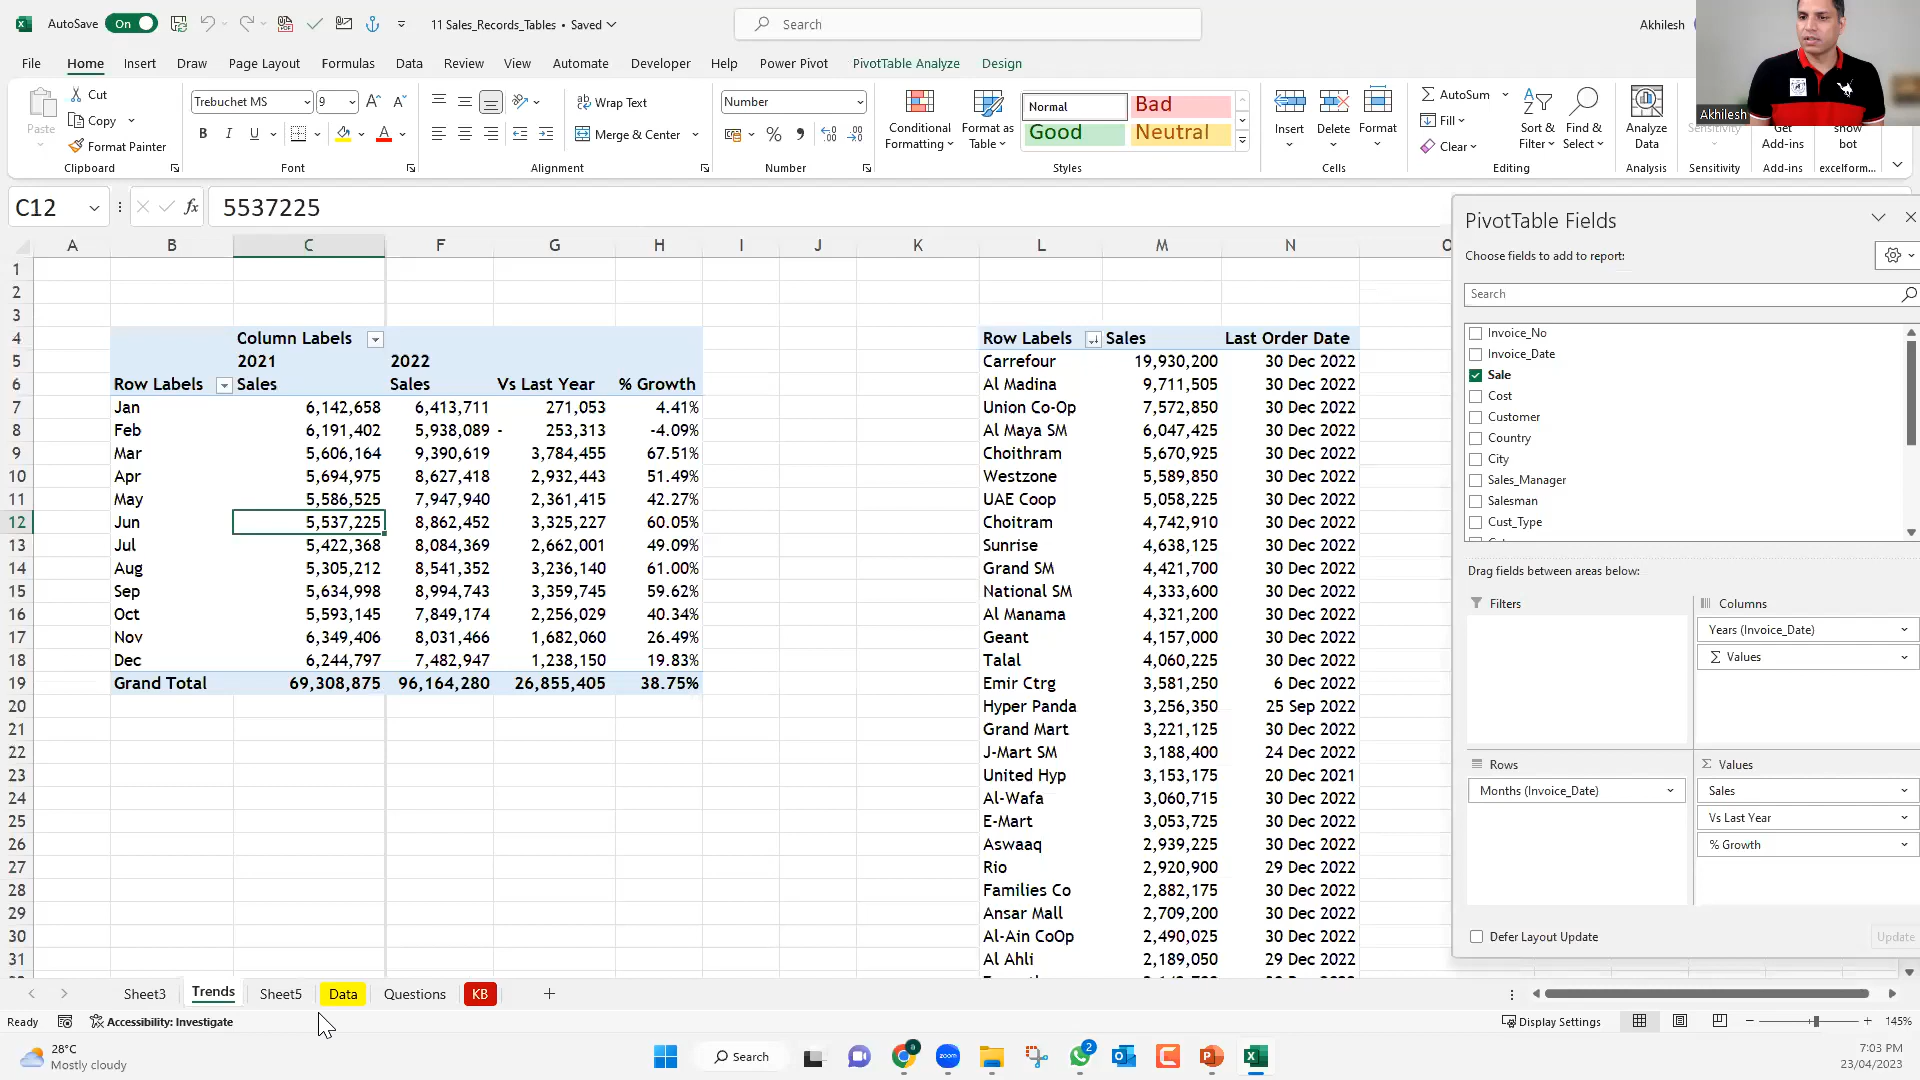 AutoSave On 11 Sales_Records_Tables • Saved Search Akhilesh
File Home Insert Draw Page Layout Formulas Data Review View Automate Developer Help Power Pivot PivotTable Analyze Design
Paste Cut Copy Format Painter Clipboard
Trebuchet MS 9 B I U A Font
Wrap Text Merge & Center Alignment
Number % Number
Conditional Formatting Format as Table Normal Bad Good Neutral Styles
Insert Delete Format Cells
AutoSum Fill Clear Sort & Filter Find & Select Editing
Analyze Data Analysis
Sensitivity Sensitivity
Get Add-ins Add-ins
show bot excelform...
Akhilesh
C12 fx 5537225
A B C F G H I J K L M N
1
2
3
4 Column Labels Row Labels Sales Last Order Date
5 2021 2022 Carrefour 19,930,200 30 Dec 2022
6 Row Labels Sales Sales Vs Last Year % Growth Al Madina 9,711,505 30 Dec 2022
7 Jan 6,142,658 6,413,711 271,053 4.41% Union Co-Op 7,572,850 30 Dec 2022
8 Feb 6,191,402 5,938,089 - 253,313 -4.09% Al Maya SM 6,047,425 30 Dec 2022
9 Mar 5,606,164 9,390,619 3,784,455 67.51% Choithram 5,670,925 30 Dec 2022
10 Apr 5,694,975 8,627,418 2,932,443 51.49% Westzone 5,589,850 30 Dec 2022
11 May 5,586,525 7,947,940 2,361,415 42.27% UAE Coop 5,058,225 30 Dec 2022
12 Jun 5,537,225 8,862,452 3,325,227 60.05% Choitram 4,742,910 30 Dec 2022
13 Jul 5,422,368 8,084,369 2,662,001 49.09% Sunrise 4,638,125 30 Dec 2022
14 Aug 5,305,212 8,541,352 3,236,140 61.00% Grand SM 4,421,700 30 Dec 2022
15 Sep 5,634,998 8,994,743 3,359,745 59.62% National SM 4,333,600 30 Dec 2022
16 Oct 5,593,145 7,849,174 2,256,029 40.34% Al Manama 4,321,200 30 Dec 2022
17 Nov 6,349,406 8,031,466 1,682,060 26.49% Geant 4,157,000 30 Dec 2022
18 Dec 6,244,797 7,482,947 1,238,150 19.83% Talal 4,060,225 30 Dec 2022
19 Grand Total 69,308,875 96,164,280 26,855,405 38.75% Emir Ctrg 3,581,250 6 Dec 2022
20 Hyper Panda 3,256,350 25 Sep 2022
21 Grand Mart 3,221,125 30 Dec 2022
22 J-Mart SM 3,188,400 24 Dec 2022
23 United Hyp 3,153,175 20 Dec 2021
24 Al-Wafa 3,060,715 30 Dec 2022
25 E-Mart 3,053,725 30 Dec 2022
26 Aswaaq 2,939,225 30 Dec 2022
27 Rio 2,920,900 29 Dec 2022
28 Families Co 2,882,175 30 Dec 2022
29 Ansar Mall 2,709,200 30 Dec 2022
30 Al-Ain CoOp 2,490,025 30 Dec 2022
31 Al Ahli 2,189,050 29 Dec 2022
PivotTable Fields
Choose fields to add to report:
Search
Invoice_No
Invoice_Date
Sale
Cost
Customer
Country
City
Sales_Manager
Salesman
Cust_Type
Drag fields between areas below:
Filters Columns
Years (Invoice_Date)
Σ Values
Rows Σ Values
Months (Invoice_Date) Sales
Vs Last Year
% Growth
Defer Layout Update Update
Sheet3 Trends Sheet5 Data Questions KB +
Ready Accessibility: Investigate Display Settings 145%
28°C
Mostly cloudy
Search
zoom
2
7:03 PM
23/04/2023